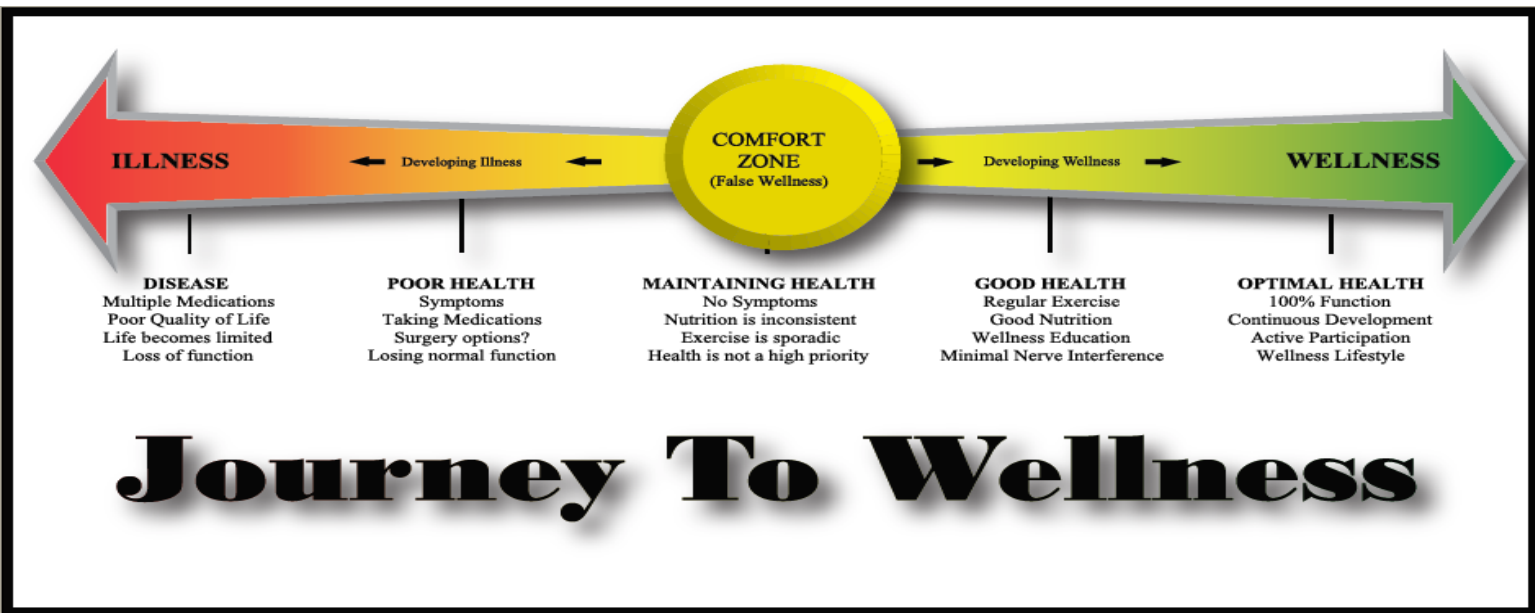 ILLNESS
Developing Illness
COMFORT
ZONE
(False Wellness)
Developing Wellness
WELLNESS
DISEASE
Multiple Medications
Poor Quality of Life
Life becomes limited
Loss of function
POOR HEALTH
Symptoms
Taking Medications
Surgery options?
Losing normal function
MAINTAINING HEALTH
No Symptoms
Nutrition is inconsistent
Exercise is sporadic
Health is not a high priority
GOOD HEALTH
Regular Exercise
Good Nutrition
Wellness Education
Minimal Nerve Interference
OPTIMAL HEALTH
100% Function
Continuous Development
Active Participation
Wellness Lifestyle
Journey To Wellness